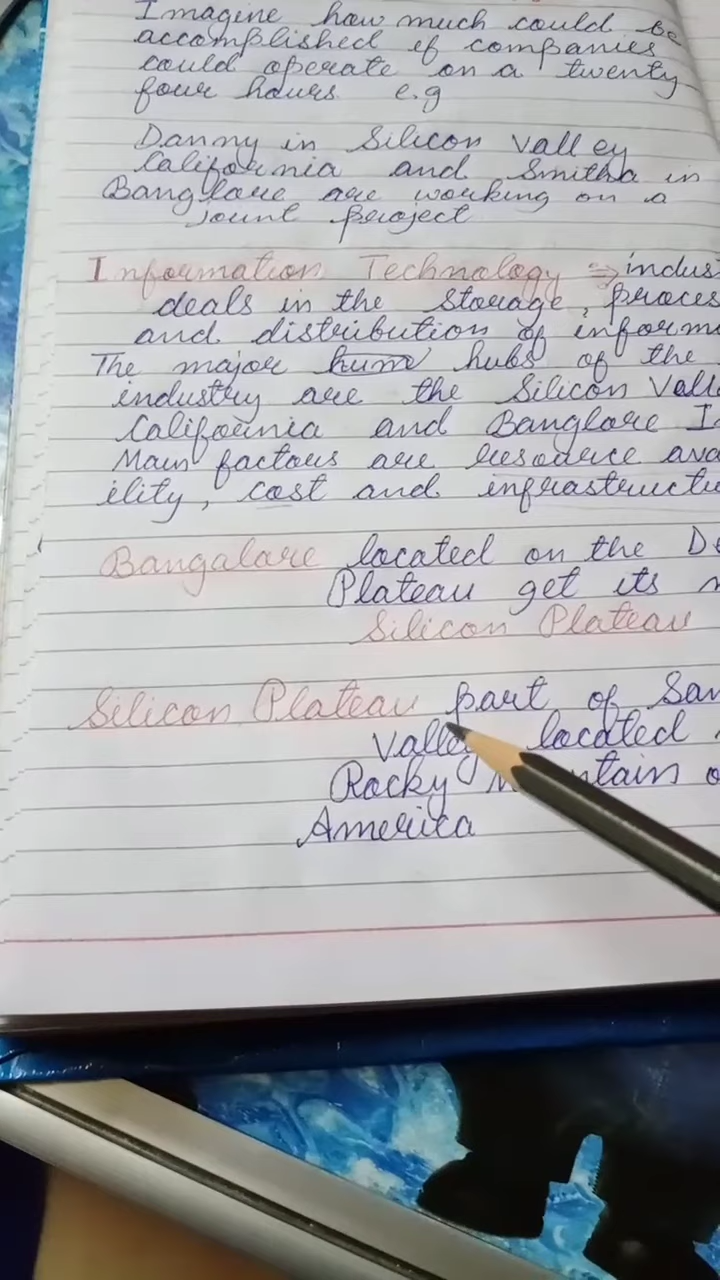 Imagine how much could be
accomplished if companies
could operate on a twenty
four hours e.g
Danny in Silicon Valley
California and Smitha in
Banglore are working on a
joint project
Information Technology ⇒ indus
deals in the storage, proces
and distribution of informa
The major hubs of the
industry are the Silicon Vall
California and Banglore I
Main factors are resource ava
ility, cost and infrastructu
Bangalore located on the De
Plateau get its n
Silicon Plateau
Silicon Plateau part of San
Valley located
Rocky Mountain o
America